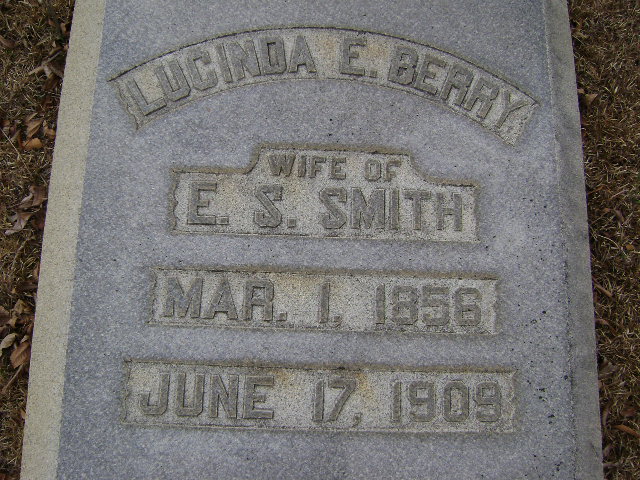 LUCINDA E. BERRY
WIFE OF
E. S. SMITH
MAR. 1, 1856
JUNE 17, 1909